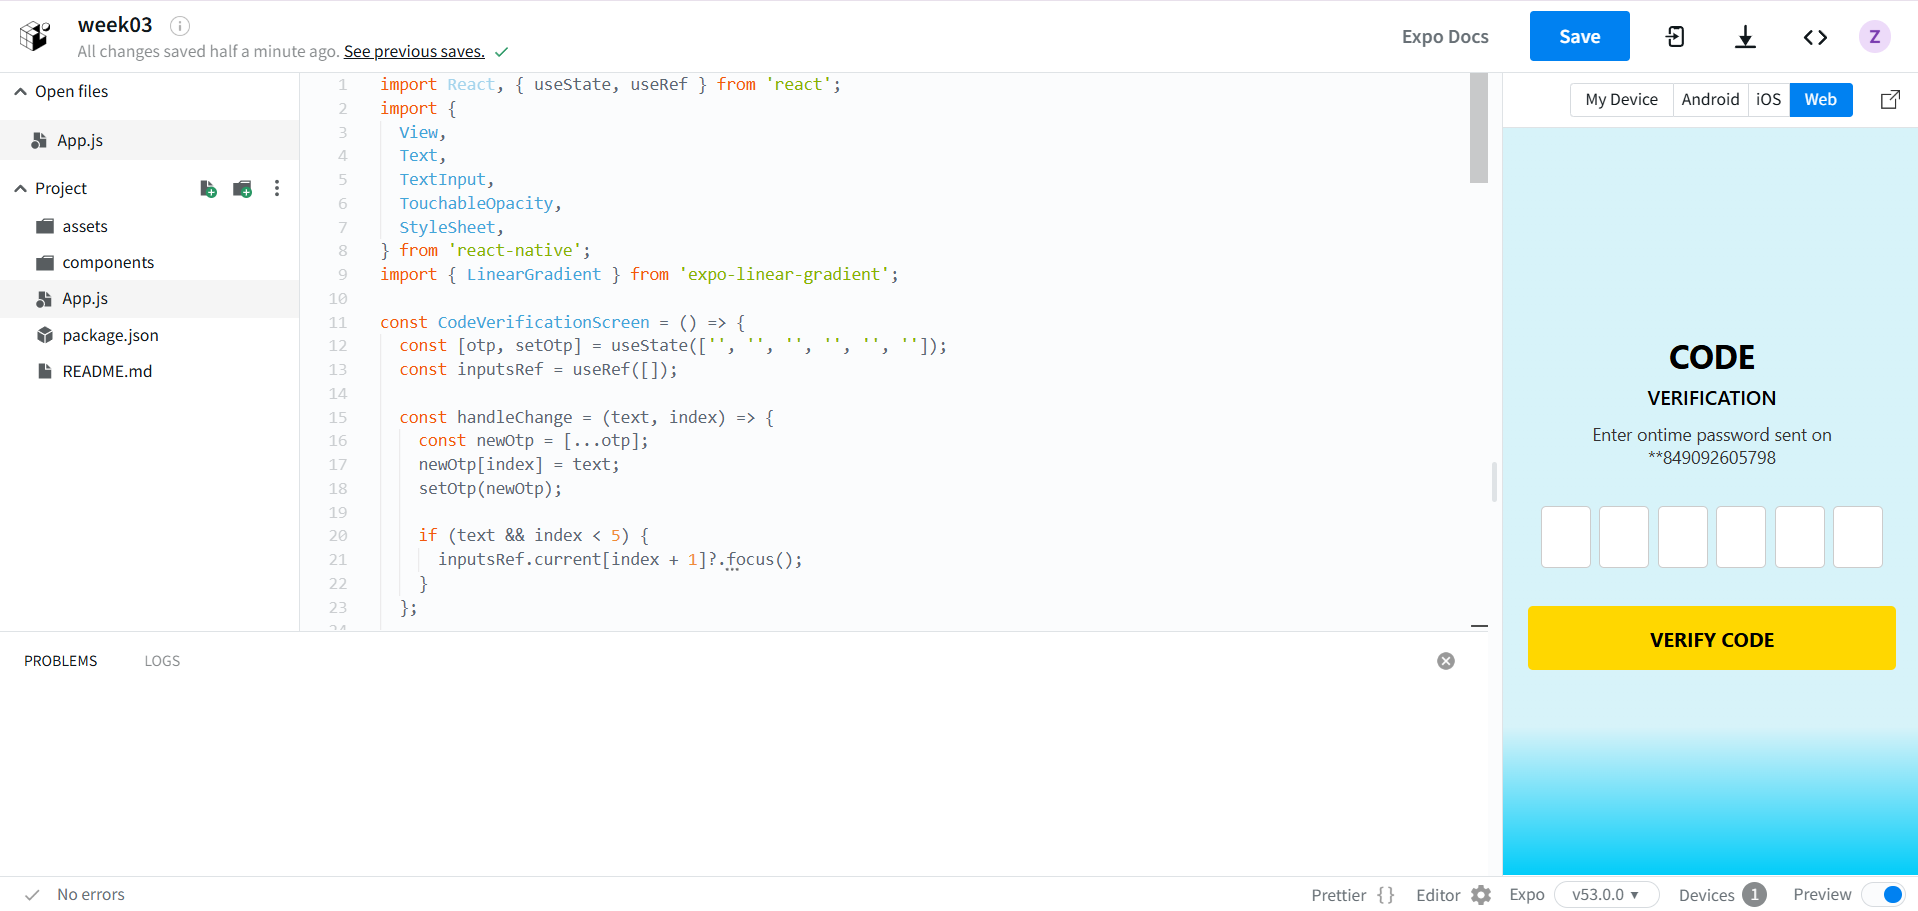 week03
All changes saved half a minute ago. See previous saves.
Expo Docs
Save
Z
Open files
App.js
Project
assets
components
App.js
package.json
README.md
1 import React, { useState, useRef } from 'react';
2 import {
3 View,
4 Text,
5 TextInput,
6 TouchableOpacity,
7 StyleSheet,
8 } from 'react-native';
9 import { LinearGradient } from 'expo-linear-gradient';
10
11 const CodeVerificationScreen = () => {
12 const [otp, setOtp] = useState(['', '', '', '', '', '']);
13 const inputsRef = useRef([]);
14
15 const handleChange = (text, index) => {
16 const newOtp = [...otp];
17 newOtp[index] = text;
18 setOtp(newOtp);
19
20 if (text && index < 5) {
21 inputsRef.current[index + 1]?.focus();
22 }
23 };
24
My Device Android iOS Web
CODE
VERIFICATION
Enter ontime password sent on
**849092605798
VERIFY CODE
PROBLEMS LOGS
No errors
Prettier {} Editor Expo v53.0.0 Devices 1 Preview